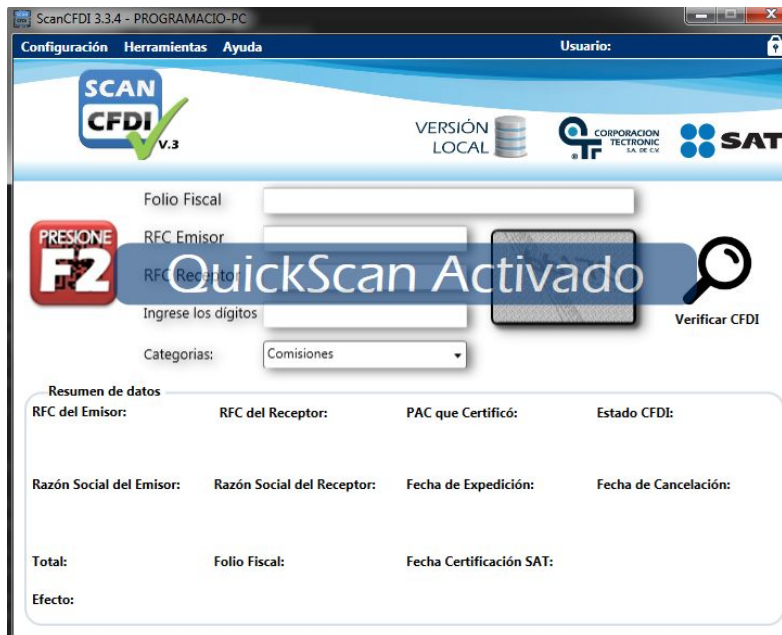 ScanCFDI 3.3.4 - PROGRAMACIO-PC
Configuración Herramientas Ayuda Usuario:
SCAN
CFDI
V.3
VERSIÓN
LOCAL
CORPORACION
TECTRONIC
S.A. DE C.V.
SAT
Folio Fiscal
PRESIONE
F2
RFC Emisor
QuickScan Activado
RFC Receptor
Ingrese los dígitos
Verificar CFDI
Categorias: Comisiones
Resumen de datos
RFC del Emisor: RFC del Receptor: PAC que Certificó: Estado CFDI:
Razón Social del Emisor: Razón Social del Receptor: Fecha de Expedición: Fecha de Cancelación:
Total: Folio Fiscal: Fecha Certificación SAT:
Efecto: